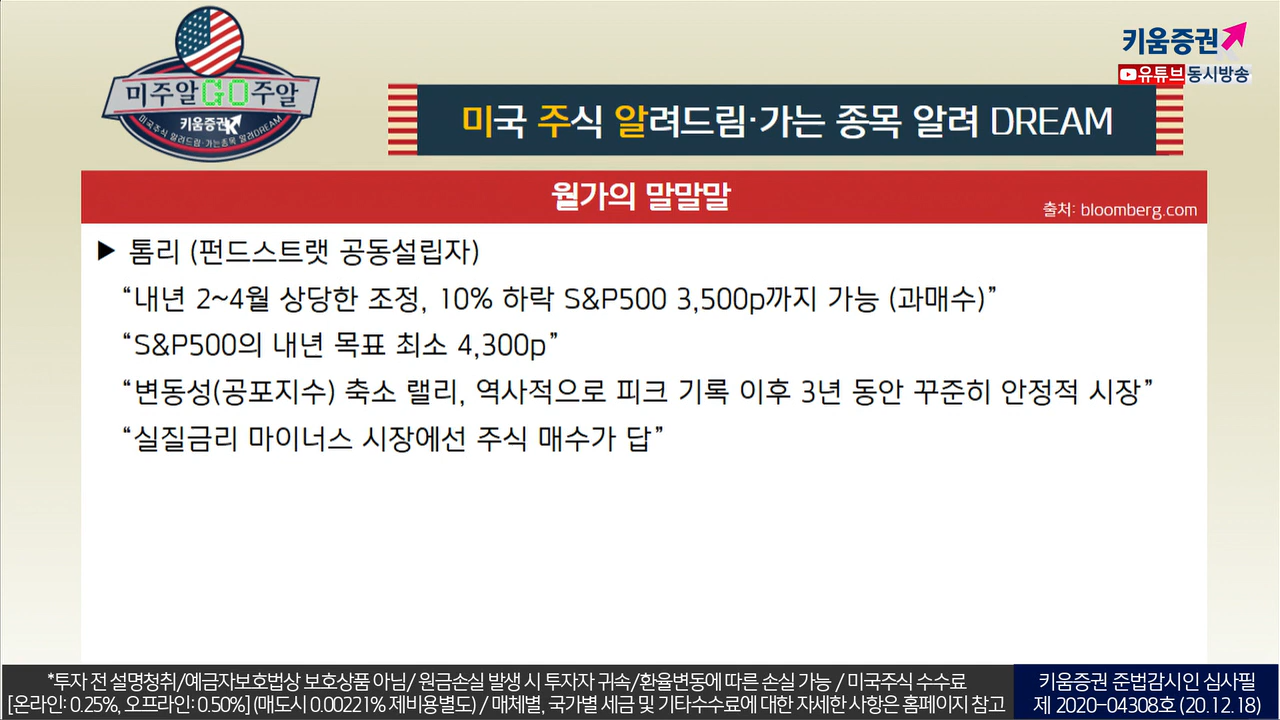 미주알GO주알
키움증권
미국주식 알려드림·가는종목 알려DREAM
키움증권
유튜브동시방송
미국 주식 알려드림·가는 종목 알려 DREAM
월가의 말말말
출처: bloomberg.com
▶ 톰리 (펀드스트랫 공동설립자)
“내년 2~4월 상당한 조정, 10% 하락 S&P500 3,500p까지 가능 (과매수)”
“S&P500의 내년 목표 최소 4,300p”
“변동성(공포지수) 축소 랠리, 역사적으로 피크 기록 이후 3년 동안 꾸준히 안정적 시장”
“실질금리 마이너스 시장에선 주식 매수가 답”
*투자 전 설명청취/예금자보호법상 보호상품 아님/ 원금손실 발생 시 투자자 귀속/환율변동에 따른 손실 가능 / 미국주식 수수료
[온라인: 0.25%, 오프라인: 0.50%] (매도시 0.00221% 제비용별도) / 매체별, 국가별 세금 및 기타수수료에 대한 자세한 사항은 홈페이지 참고
키움증권 준법감시인 심사필
제 2020-04308호 (20.12.18)